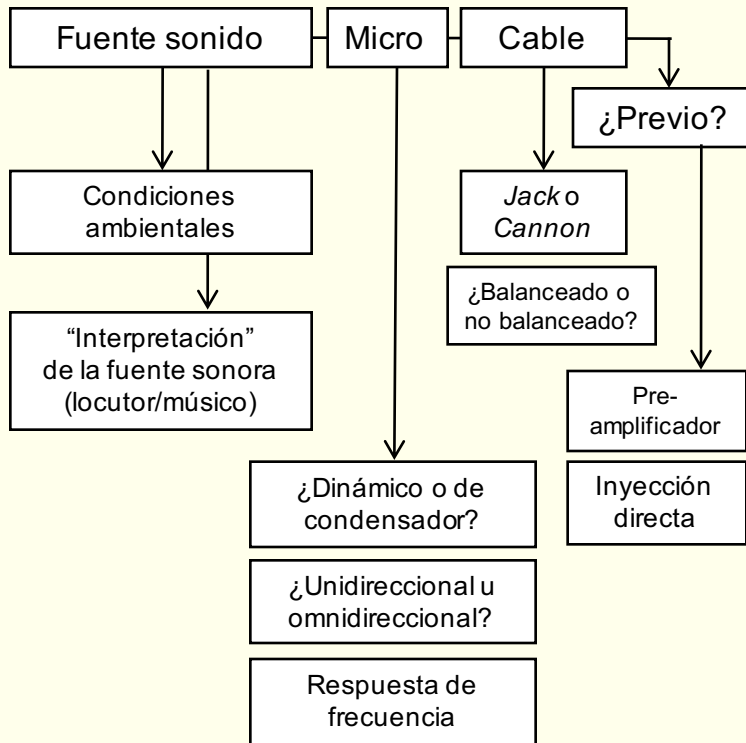 Fuente sonido
Micro
Cable
¿Previo?
Condiciones
ambientales
Jack o
Cannon
¿Balanceado o
no balanceado?
“Interpretación”
de la fuente sonora
(locutor/músico)
Pre-
amplificador
¿Dinámico o de
condensador?
Inyección
directa
¿Unidireccional u
omnidireccional?
Respuesta de
frecuencia